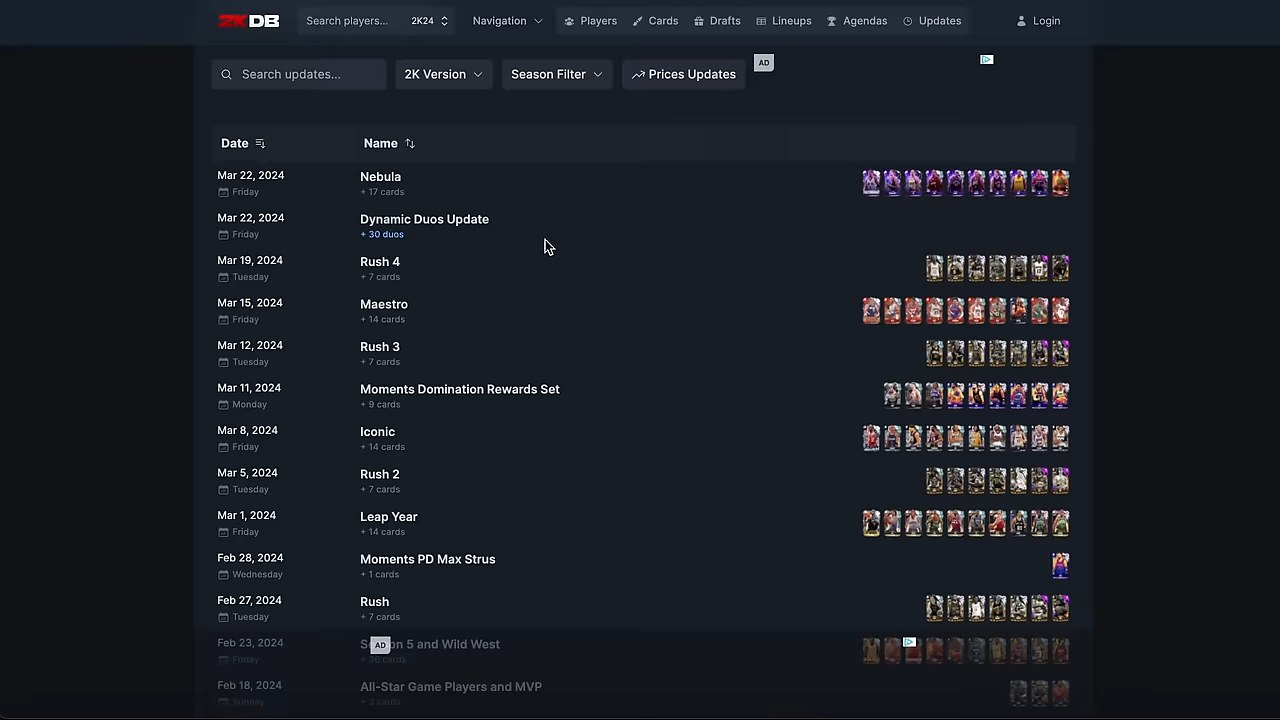 2KDB Search players... 2K24 Navigation Players Cards Drafts Lineups Agendas Updates Login
Search updates... 2K Version Season Filter Prices Updates AD
Date Name
Mar 22, 2024 Nebula
Friday + 17 cards
Mar 22, 2024 Dynamic Duos Update
Friday + 30 duos
Mar 19, 2024 Rush 4
Tuesday + 7 cards
Mar 15, 2024 Maestro
Friday + 14 cards
Mar 12, 2024 Rush 3
Tuesday + 7 cards
Mar 11, 2024 Moments Domination Rewards Set
Monday + 9 cards
Mar 8, 2024 Iconic
Friday + 14 cards
Mar 5, 2024 Rush 2
Tuesday + 7 cards
Mar 1, 2024 Leap Year
Friday + 14 cards
Feb 28, 2024 Moments PD Max Strus
Wednesday + 1 cards
Feb 27, 2024 Rush
Tuesday + 7 cards
Feb 23, 2024 AD 5 and Wild West
Friday cards
Feb 18, 2024 All-Star Game Players and MVP
Sunday + 3 cards